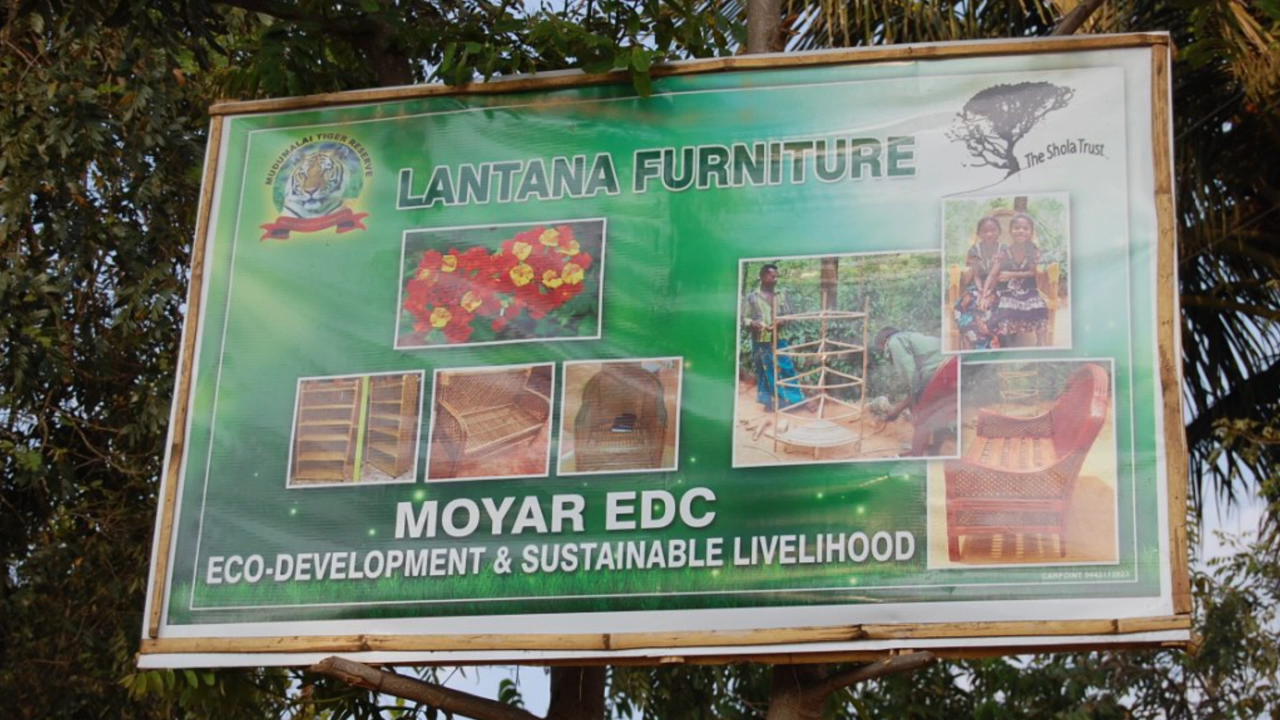 MUDUMALAI TIGER RESERVE
LANTANA FURNITURE
The Shola Trust
MOYAR EDC
ECO-DEVELOPMENT & SUSTAINABLE LIVELIHOOD